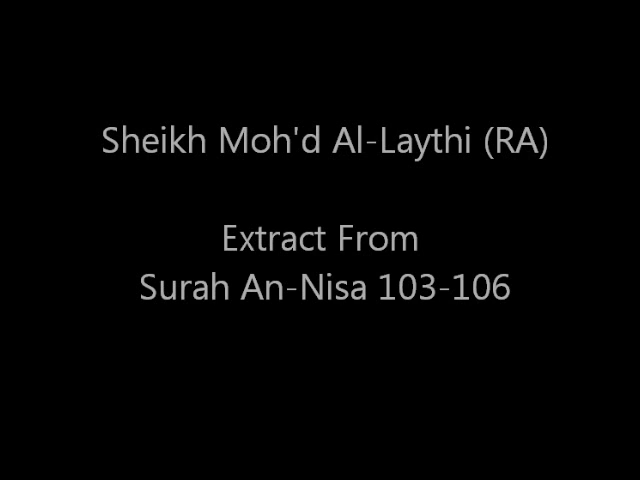 Sheikh Moh'd Al-Laythi (RA)
Extract From
Surah An-Nisa 103-106